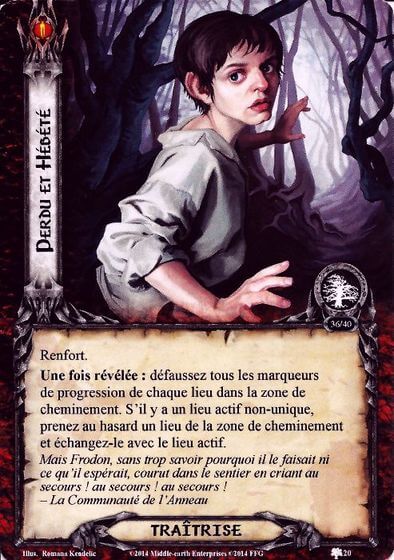 PERDU ET HÉBÉTÉ
36/40
Renfort.
Une fois révélée : défaussez tous les marqueurs
de progression de chaque lieu dans la zone de
cheminement. S'il y a un lieu actif non-unique,
prenez au hasard un lieu de la zone de cheminement
et échangez-le avec le lieu actif.
Mais Frodon, sans trop savoir pourquoi il le faisait ni
ce qu'il espérait, courut dans le sentier en criant au
secours ! au secours ! au secours !
– La Communauté de l'Anneau
TRAÎTRISE
Illus. Romana Kendelic
©2014 Middle-earth Enterprises ©2014 FFG
20